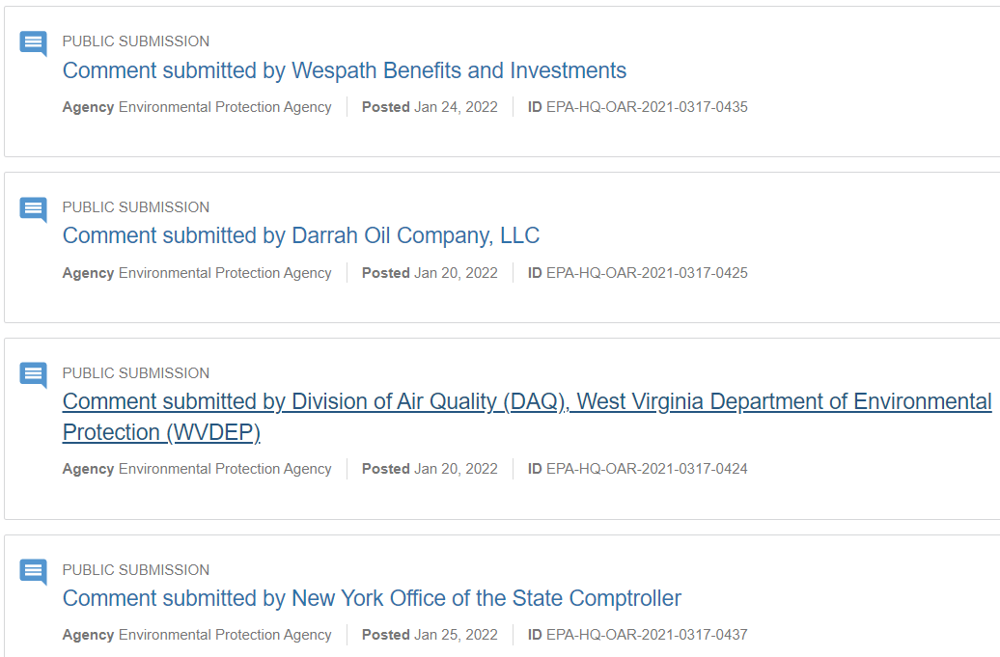 PUBLIC SUBMISSION
Comment submitted by Wespath Benefits and Investments
Agency Environmental Protection Agency Posted Jan 24, 2022 ID EPA-HQ-OAR-2021-0317-0435
PUBLIC SUBMISSION
Comment submitted by Darrah Oil Company, LLC
Agency Environmental Protection Agency Posted Jan 20, 2022 ID EPA-HQ-OAR-2021-0317-0425
PUBLIC SUBMISSION
Comment submitted by Division of Air Quality (DAQ), West Virginia Department of Environmental
Protection (WVDEP)
Agency Environmental Protection Agency Posted Jan 20, 2022 ID EPA-HQ-OAR-2021-0317-0424
PUBLIC SUBMISSION
Comment submitted by New York Office of the State Comptroller
Agency Environmental Protection Agency Posted Jan 25, 2022 ID EPA-HQ-OAR-2021-0317-0437